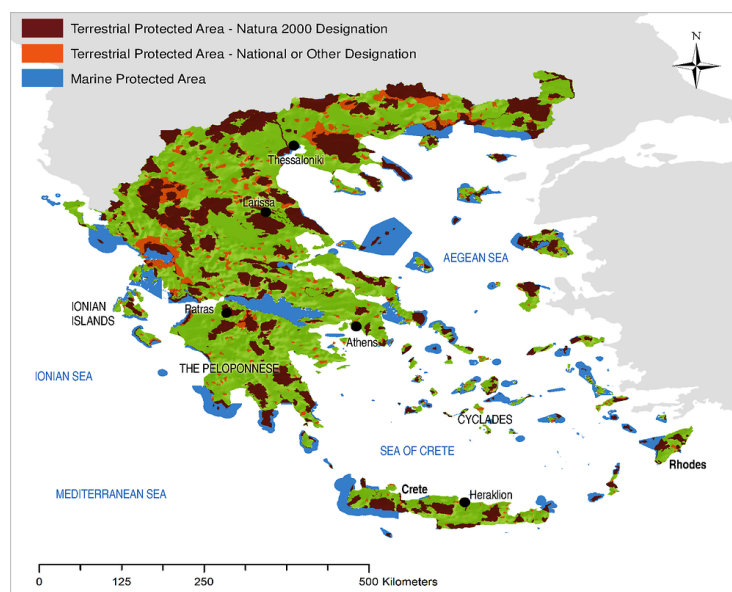 Terrestrial Protected Area - Natura 2000 Designation
Terrestrial Protected Area - National or Other Designation
Marine Protected Area
N
Thessaloniki
Larissa
AEGEAN SEA
IONIAN
ISLANDS
Patras
Athens
THE PELOPONNESE
IONIAN SEA
CYCLADES
SEA OF CRETE
Rhodes
MEDITERRANEAN SEA
Crete
Heraklion
0 125 250 500 Kilometers